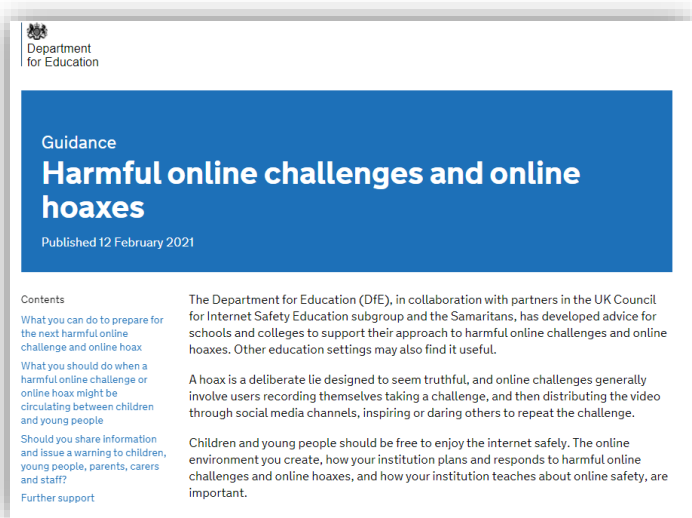 Department
for Education
Guidance
Harmful online challenges and online
hoaxes
Published 12 February 2021
Contents
What you can do to prepare for
the next harmful online
challenge and online hoax
What you should do when a
harmful online challenge or
online hoax might be
circulating between children
and young people
Should you share information
and issue a warning to children,
young people, parents, carers
and staff?
Further support
The Department for Education (DfE), in collaboration with partners in the UK Council
for Internet Safety Education subgroup and the Samaritans, has developed advice for
schools and colleges to support their approach to harmful online challenges and online
hoaxes. Other education settings may also find it useful.
A hoax is a deliberate lie designed to seem truthful, and online challenges generally
involve users recording themselves taking a challenge, and then distributing the video
through social media channels, inspiring or daring others to repeat the challenge.
Children and young people should be free to enjoy the internet safely. The online
environment you create, how your institution plans and responds to harmful online
challenges and online hoaxes, and how your institution teaches about online safety, are
important.